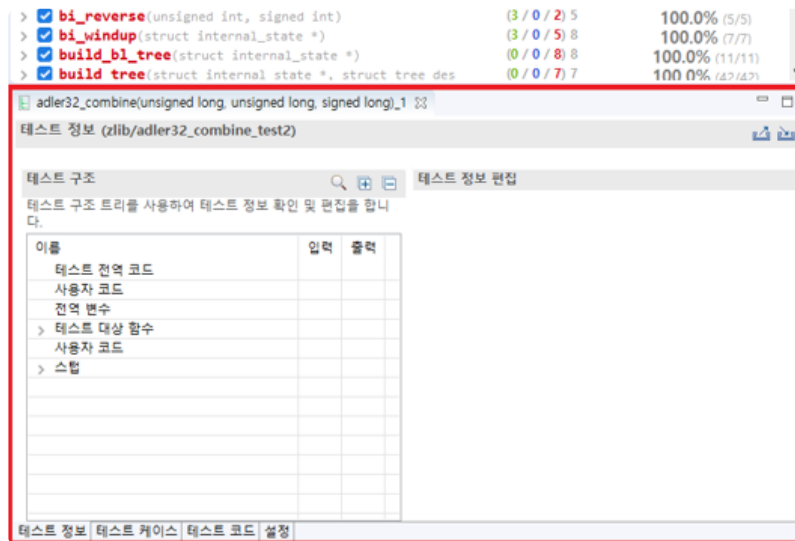 bi_reverse(unsigned int, signed int) (3 / 0 / 2) 5 100.0% (5/5)
bi_windup(struct internal_state *) (3 / 0 / 5) 8 100.0% (7/7)
build_bl_tree(struct internal_state *) (0 / 0 / 8) 8 100.0% (11/11)
build_tree(struct internal_state *, struct tree_des (0 / 0 / 7) 7 100.0% (42/42)
adler32_combine(unsigned long, unsigned long, signed long)_1
테스트 정보 (zlib/adler32_combine_test2)
테스트 구조 테스트 정보 편집
테스트 구조 트리를 사용하여 테스트 정보 확인 및 편집을 합니
다.
이름 입력 출력
테스트 전역 코드
사용자 코드
전역 변수
테스트 대상 함수
사용자 코드
스텁
테스트 정보 테스트 케이스 테스트 코드 설정